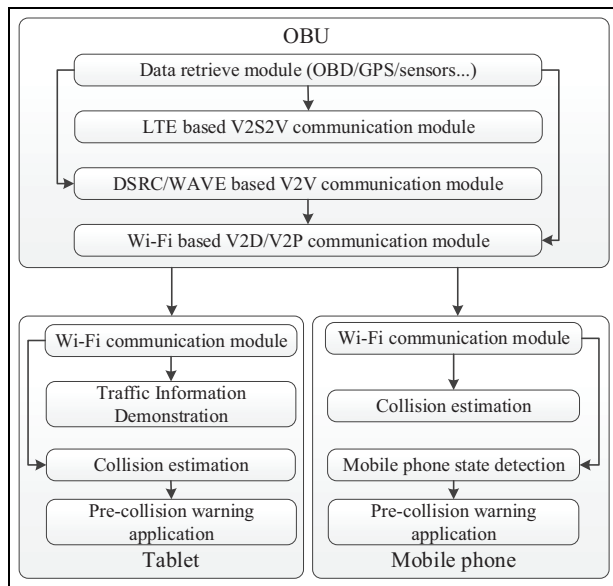 OBU
Data retrieve module (OBD/GPS/sensors...)
LTE based V2S2V communication module
DSRC/WAVE based V2V communication module
Wi-Fi based V2D/V2P communication module
Wi-Fi communication module
Traffic Information
Demonstration
Collision estimation
Pre-collision warning
application
Tablet
Wi-Fi communication module
Collision estimation
Mobile phone state detection
Pre-collision warning
application
Mobile phone